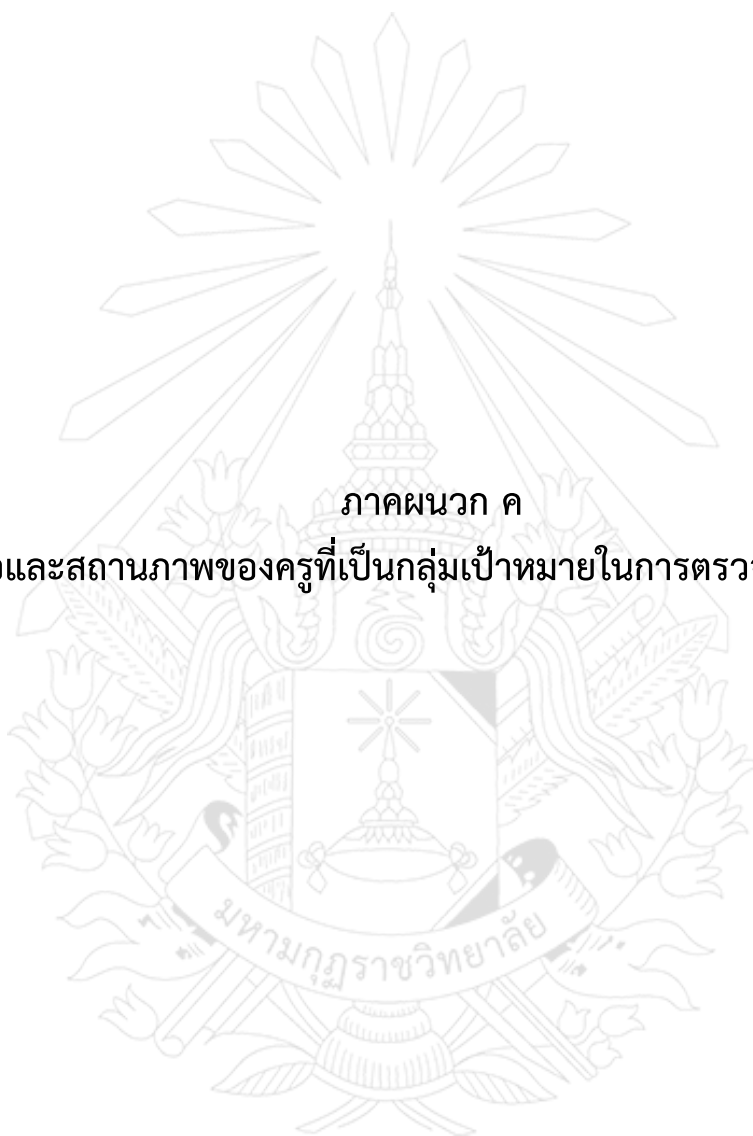 ภาคผนวก ค
และสถานภาพของครูที่เป็นกลุ่มเป้าหมายในการ
มหามกุฏราชวิทยาลัย